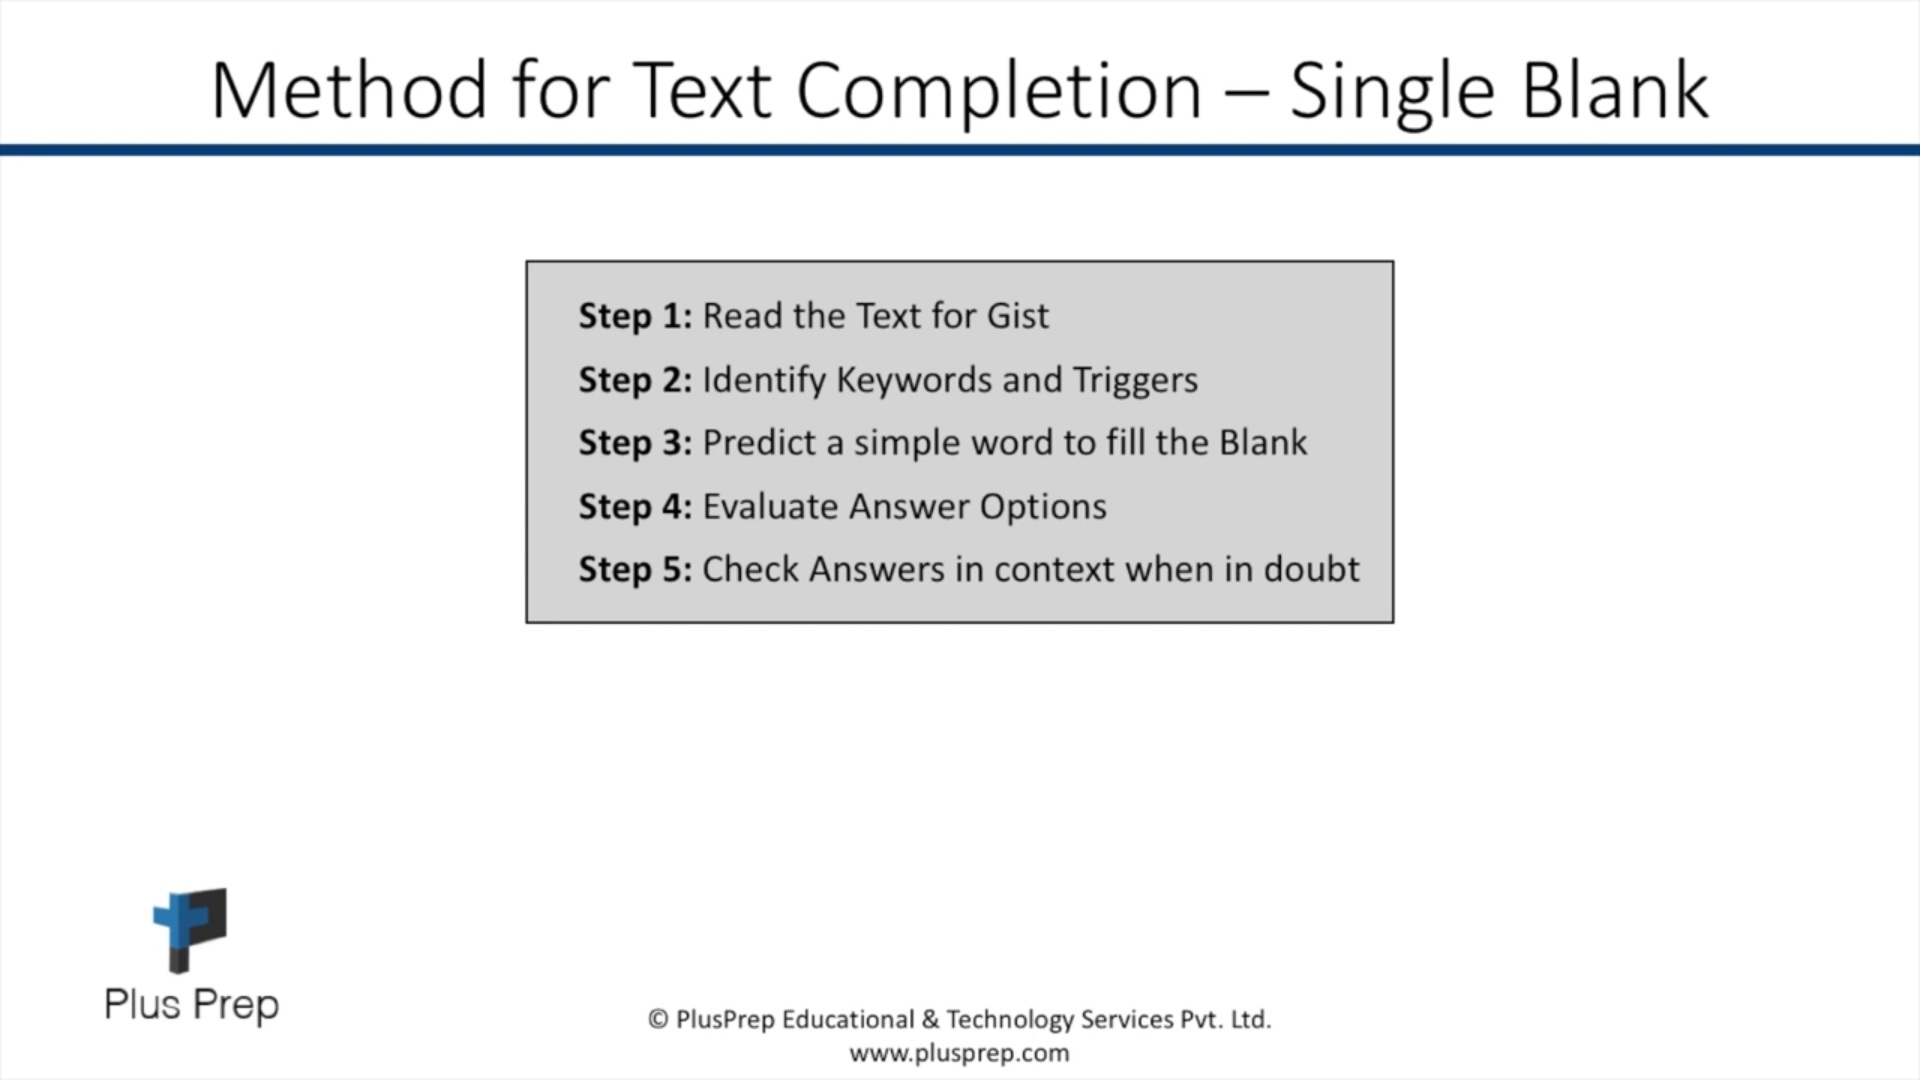 Method for Text Completion – Single Blank
Step 1: Read the Text for Gist
Step 2: Identify Keywords and Triggers
Step 3: Predict a simple word to fill the Blank
Step 4: Evaluate Answer Options
Step 5: Check Answers in context when in doubt
Plus Prep
© PlusPrep Educational & Technology Services Pvt. Ltd.
www.plusprep.com